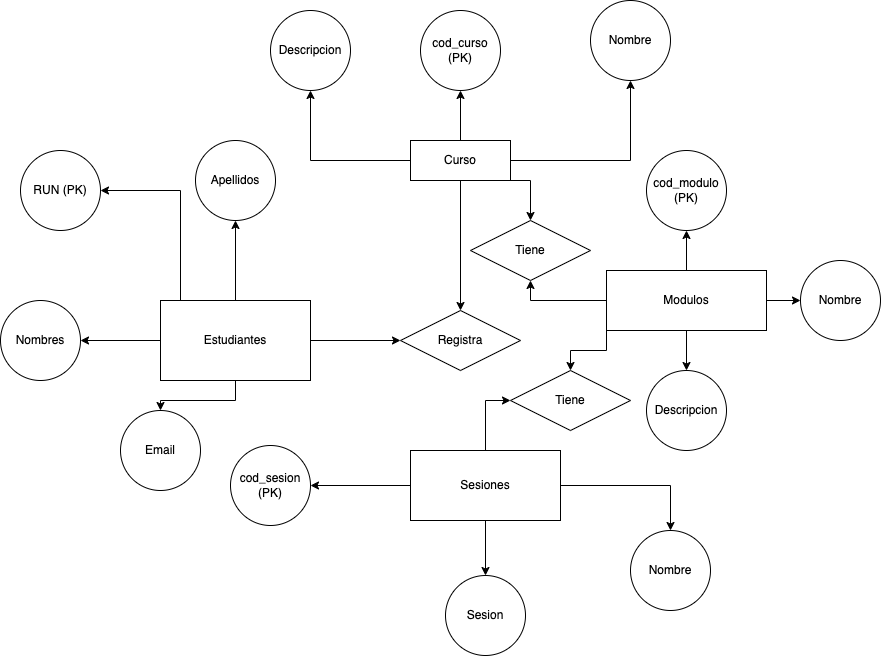 Descripcion
cod_curso
(PK)
Nombre
Curso
RUN (PK)
Apellidos
cod_modulo
(PK)
Tiene
Modulos
Nombre
Nombres
Estudiantes
Registra
Tiene
Descripcion
Email
cod_sesion
(PK)
Sesiones
Nombre
Sesion